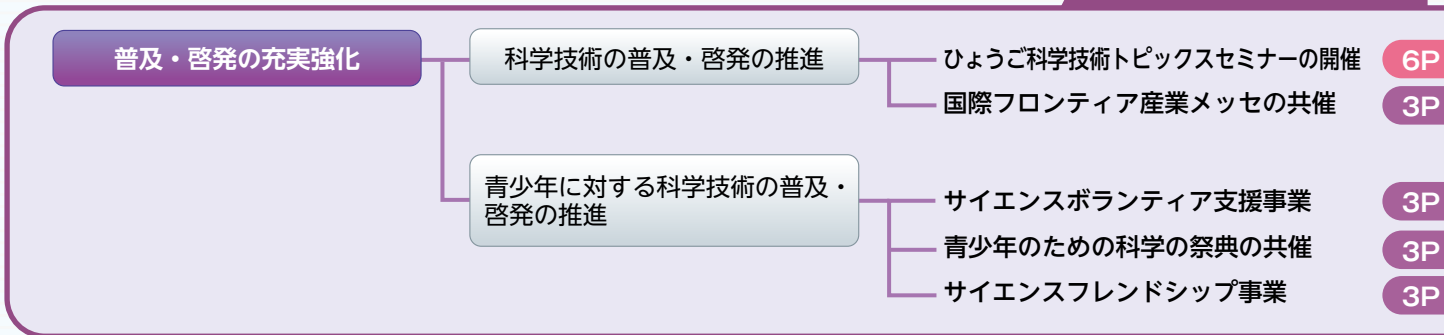 普及・啓発の充実強化
科学技術の普及・啓発の推進
ひょうご科学技術トピックスセミナーの開催 6P
国際フロンティア産業メッセの共催 3P
青少年に対する科学技術の普及・
啓発の推進
サイエンスボランティア支援事業 3P
青少年のための科学の祭典の共催 3P
サイエンスフレンドシップ事業 3P